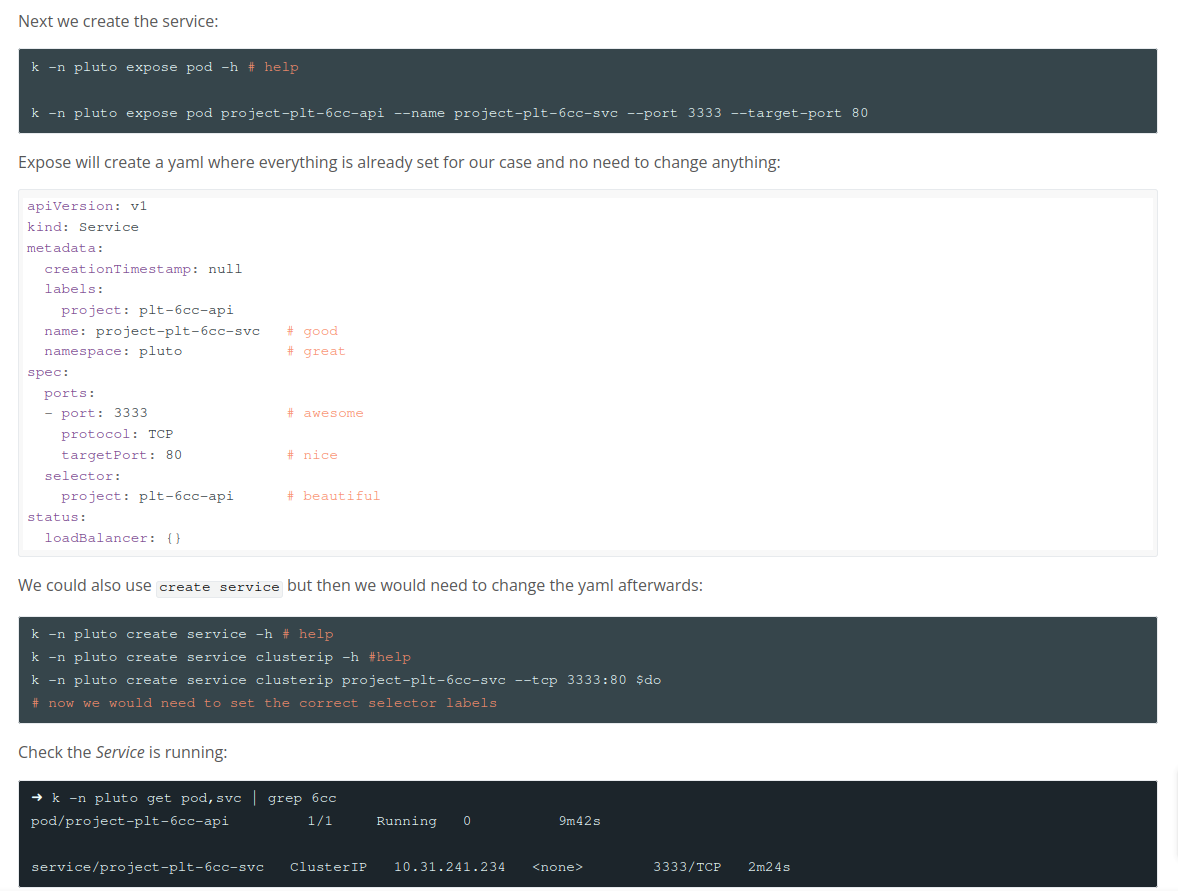 Next we create the service:
k -n pluto expose pod -h # help
k -n pluto expose pod project-plt-6cc-api --name project-plt-6cc-svc --port 3333 --target-port 80
Expose will create a yaml where everything is already set for our case and no need to change anything:
apiVersion: v1
kind: Service
metadata:
  creationTimestamp: null
  labels:
    project: plt-6cc-api
  name: project-plt-6cc-svc   # good
  namespace: pluto            # great
spec:
  ports:
  - port: 3333                # awesome
    protocol: TCP
    targetPort: 80            # nice
  selector:
    project: plt-6cc-api      # beautiful
status:
  loadBalancer: {}
We could also use create service but then we would need to change the yaml afterwards:
k -n pluto create service -h # help
k -n pluto create service clusterip -h #help
k -n pluto create service clusterip project-plt-6cc-svc --tcp 3333:80 $do
# now we would need to set the correct selector labels
Check the Service is running:
➜ k -n pluto get pod,svc | grep 6cc
pod/project-plt-6cc-api         1/1     Running   0          9m42s
service/project-plt-6cc-svc   ClusterIP   10.31.241.234   <none>        3333/TCP   2m24s